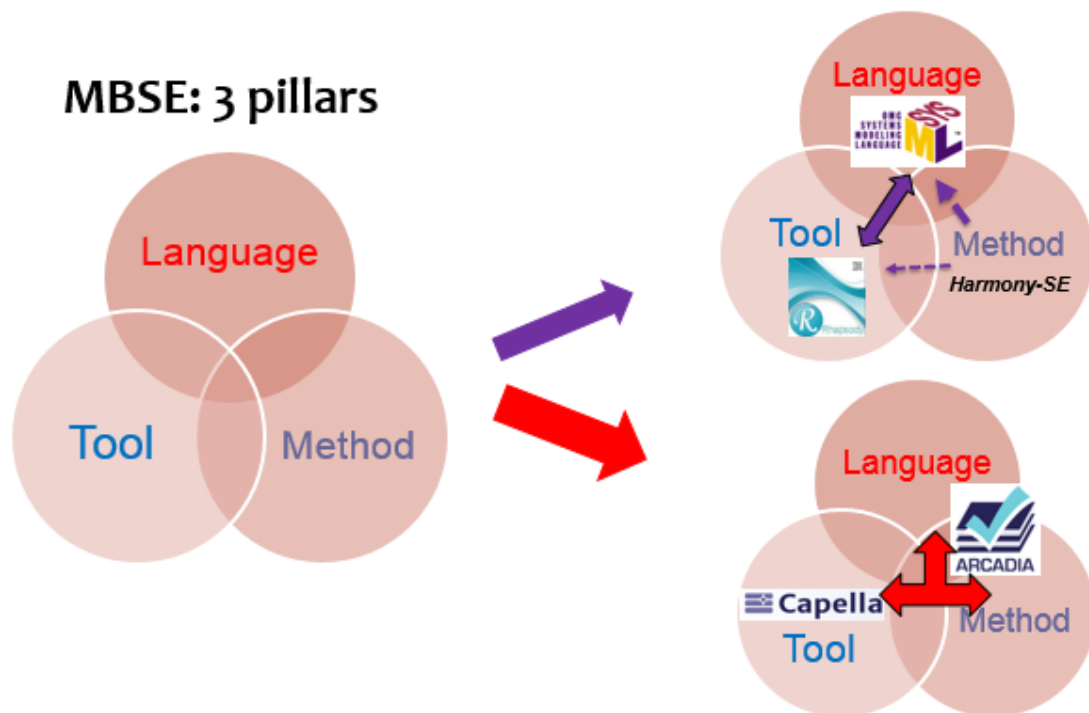 MBSE: 3 pillars
Language
Tool
Method
Language
OMG
SYSTEMS
MODELING
LANGUAGE
SYS
ML
Tool
Method
Harmony-SE
R
Rhapsody
Language
ARCADIA
Capella
Method
Tool